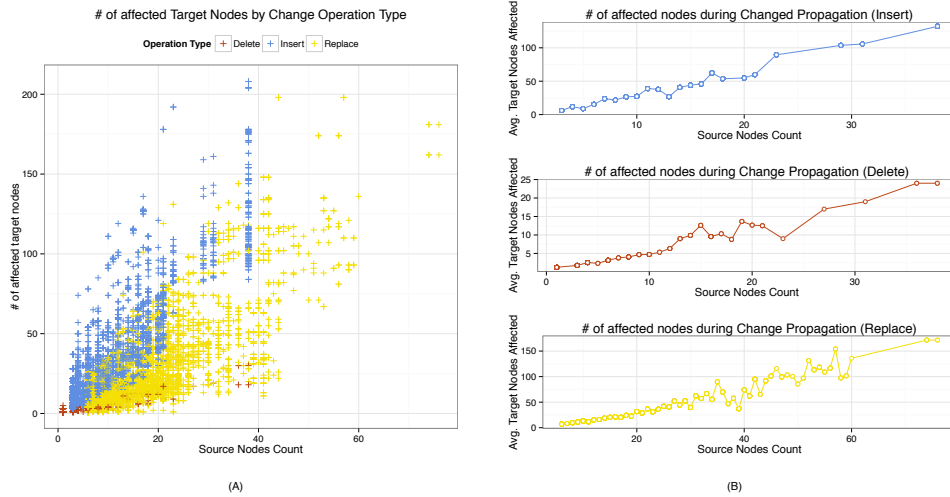 # of affected Target Nodes by Change Operation Type
Operation Type Delete Insert Replace
# of affected target nodes
200
150
100
50
0
0 20 40 60
Source Nodes Count
(A)
# of affected nodes during Changed Propagation (Insert)
Avg. Target Nodes Affected
100
50
0
10 20 30
Source Nodes Count
# of affected nodes during Change Propagation (Delete)
Avg. Target Nodes Affected
25
20
15
10
5
0 10 20 30
Source Nodes Count
# of affected nodes during Change Propagation (Replace)
Avg. Target Nodes Affected
150
100
50
0
0 20 40 60
Source Nodes Count
(B)